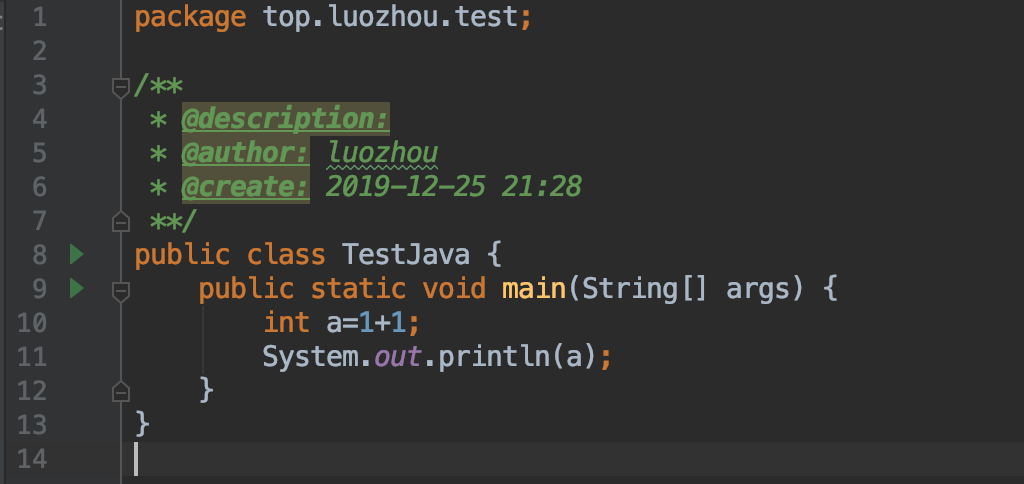 1 package top.luozhou.test;
2
3 /**
4  * @description:
5  * @author: luozhou
6  * @create: 2019-12-25 21:28
7  **/
8 public class TestJava {
9     public static void main(String[] args) {
10         int a=1+1;
11         System.out.println(a);
12     }
13 }
14